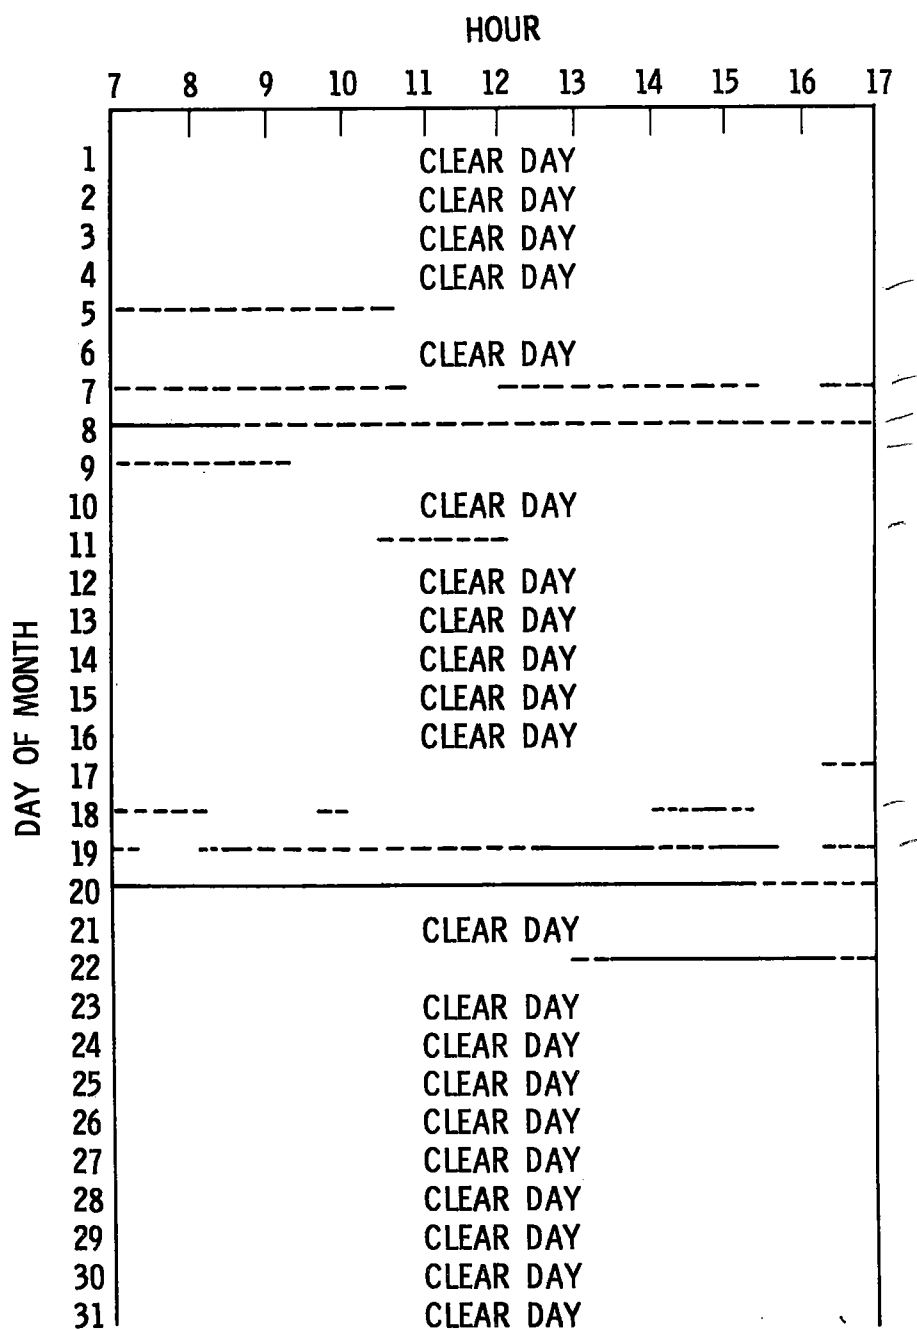 HOUR
7 8 9 10 11 12 13 14 15 16 17
DAY OF MONTH
1 CLEAR DAY
2 CLEAR DAY
3 CLEAR DAY
4 CLEAR DAY
5
6 CLEAR DAY
7
8
9
10 CLEAR DAY
11
12 CLEAR DAY
13 CLEAR DAY
14 CLEAR DAY
15 CLEAR DAY
16 CLEAR DAY
17
18
19
20
21 CLEAR DAY
22
23 CLEAR DAY
24 CLEAR DAY
25 CLEAR DAY
26 CLEAR DAY
27 CLEAR DAY
28 CLEAR DAY
29 CLEAR DAY
30 CLEAR DAY
31 CLEAR DAY